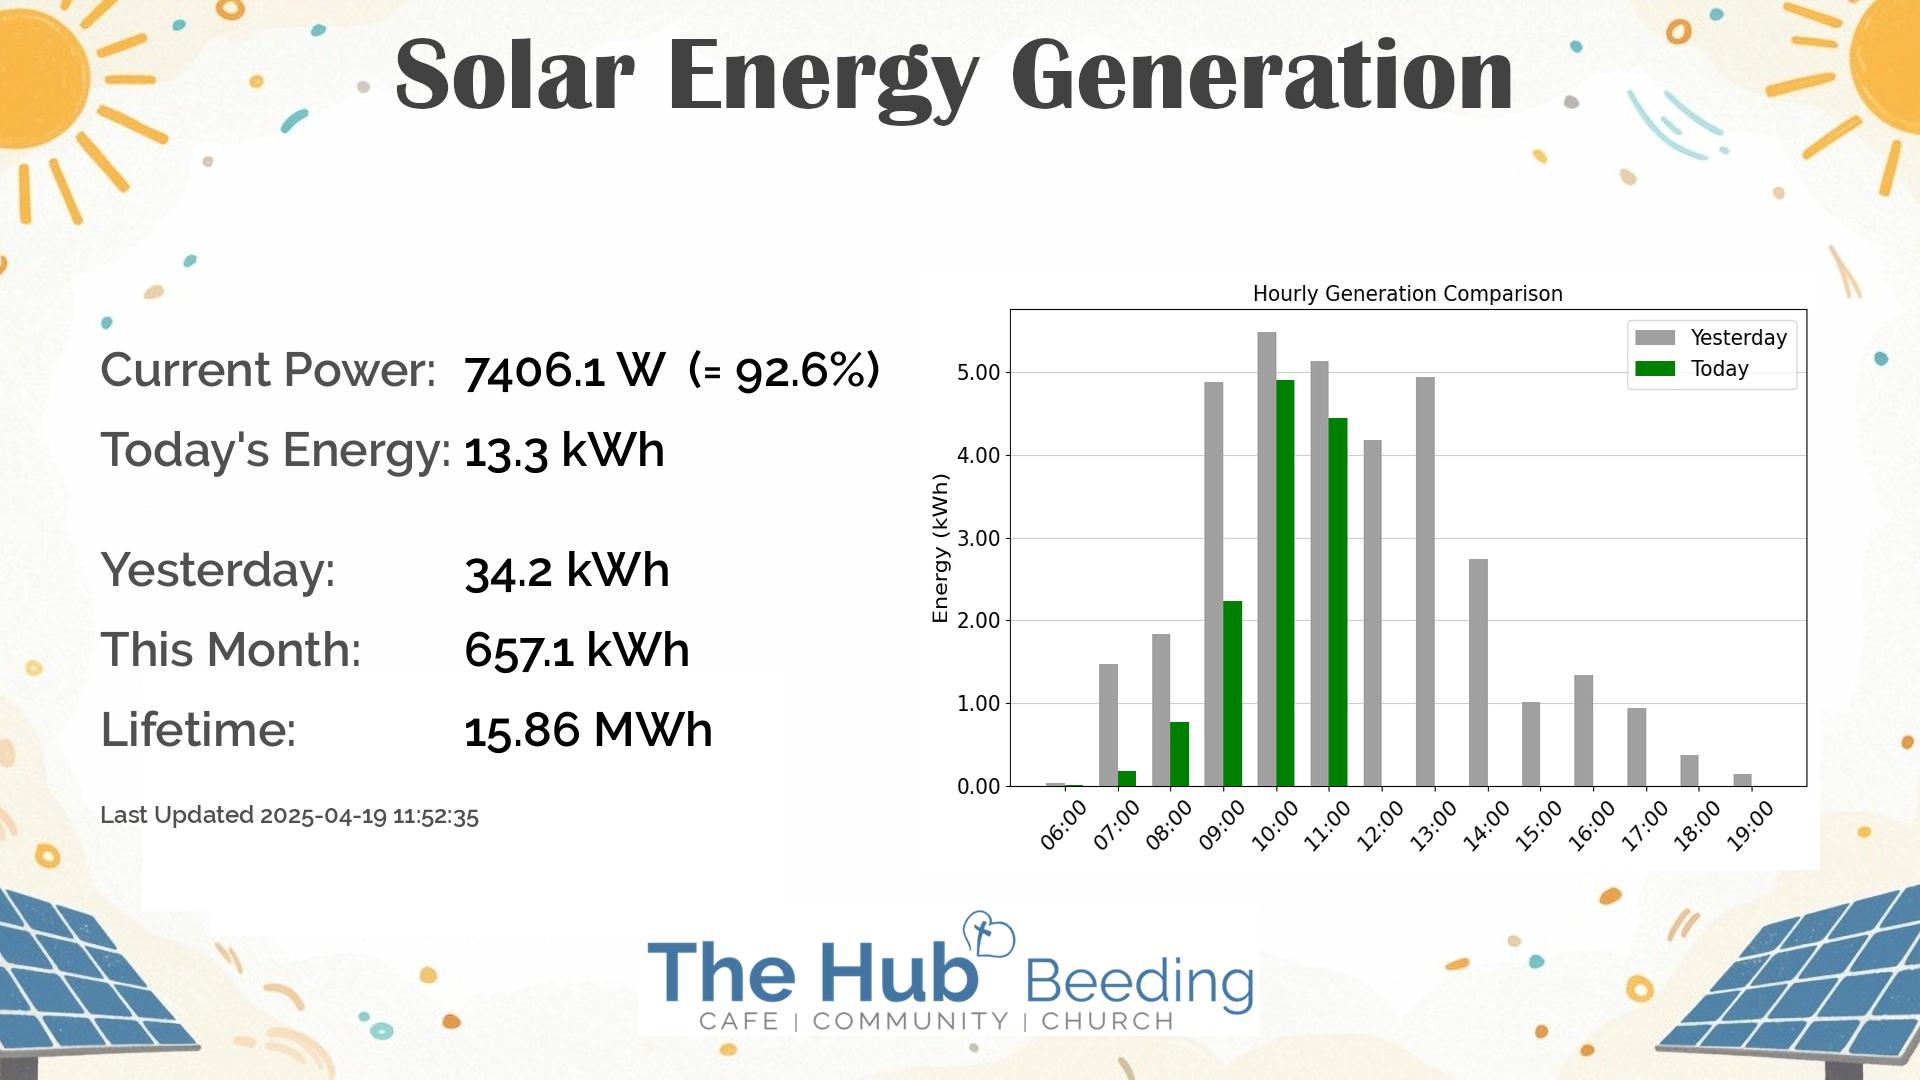 Solar Energy Generation
Current Power: 7406.1 W (= 92.6%)
Today's Energy: 13.3 kWh
Yesterday: 34.2 kWh
This Month: 657.1 kWh
Lifetime: 15.86 MWh
Last Updated 2025-04-19 11:52:35
Hourly Generation Comparison
Yesterday
Today
Energy (kWh)
5.00
4.00
3.00
2.00
1.00
0.00
06:00 07:00 08:00 09:00 10:00 11:00 12:00 13:00 14:00 15:00 16:00 17:00 18:00 19:00
The Hub Beeding
CAFE | COMMUNITY | CHURCH